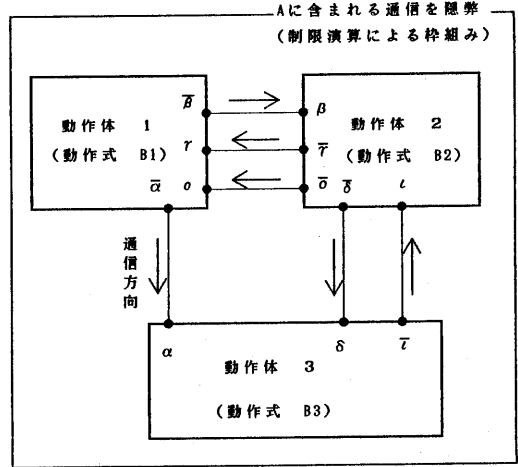 Aに含まれる通信を隠弊
(制限演算による枠組み)
動作体 1
(動作式 B1)
β̅
γ
α̅ ο
β
動作体 2
γ̅ (動作式 B2)
ο̅ δ̅ ι
通信方向
α δ ι̅
動作体 3
(動作式 B3)